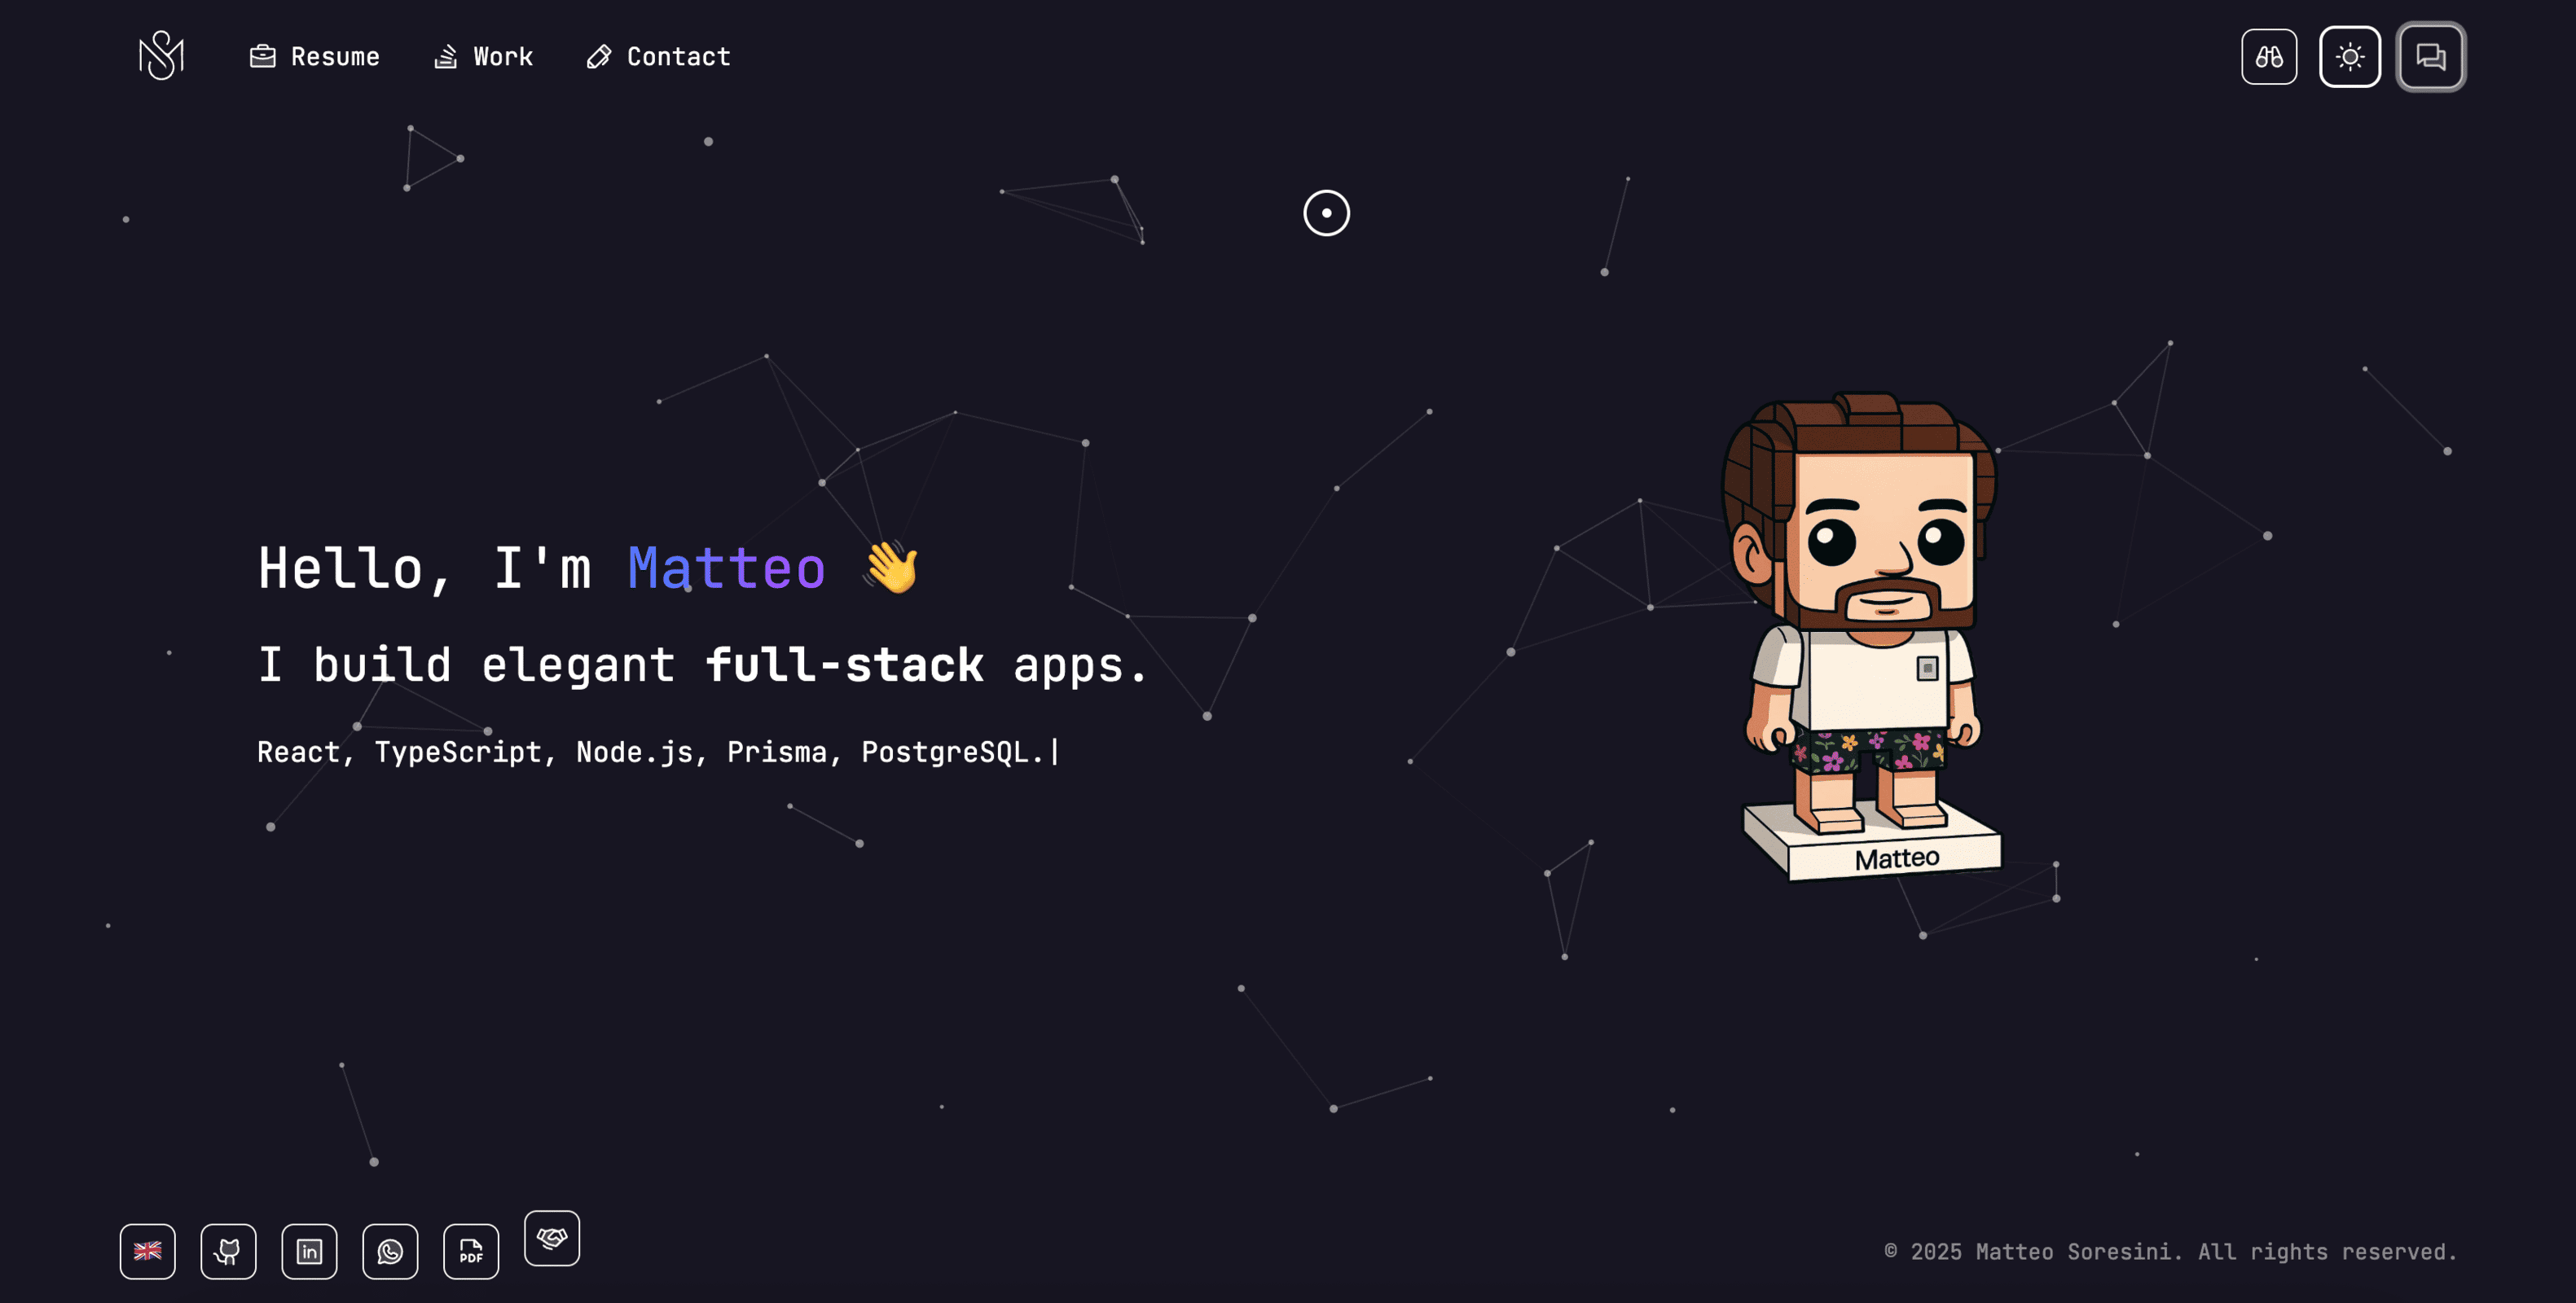 Resume
Work
Contact
Hello, I'm Matteo 👋
I build elegant full-stack apps.
React, TypeScript, Node.js, Prisma, PostgreSQL.|
Matteo
in
PDF
© 2025 Matteo Soresini. All rights reserved.